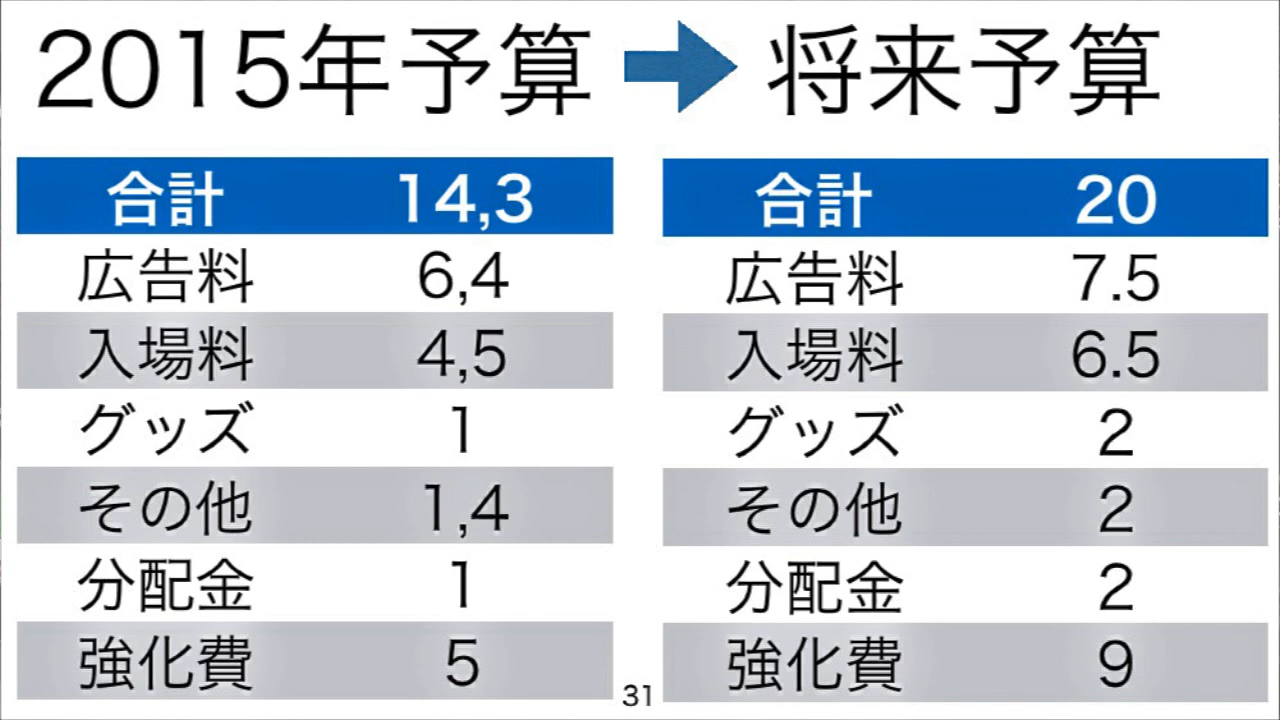 2015年予算 ➡ 将来予算
合計 14,3
広告料 6,4
入場料 4,5
グッズ 1
その他 1,4
分配金 1
強化費 5
合計 20
広告料 7.5
入場料 6.5
グッズ 2
その他 2
分配金 2
強化費 9
31